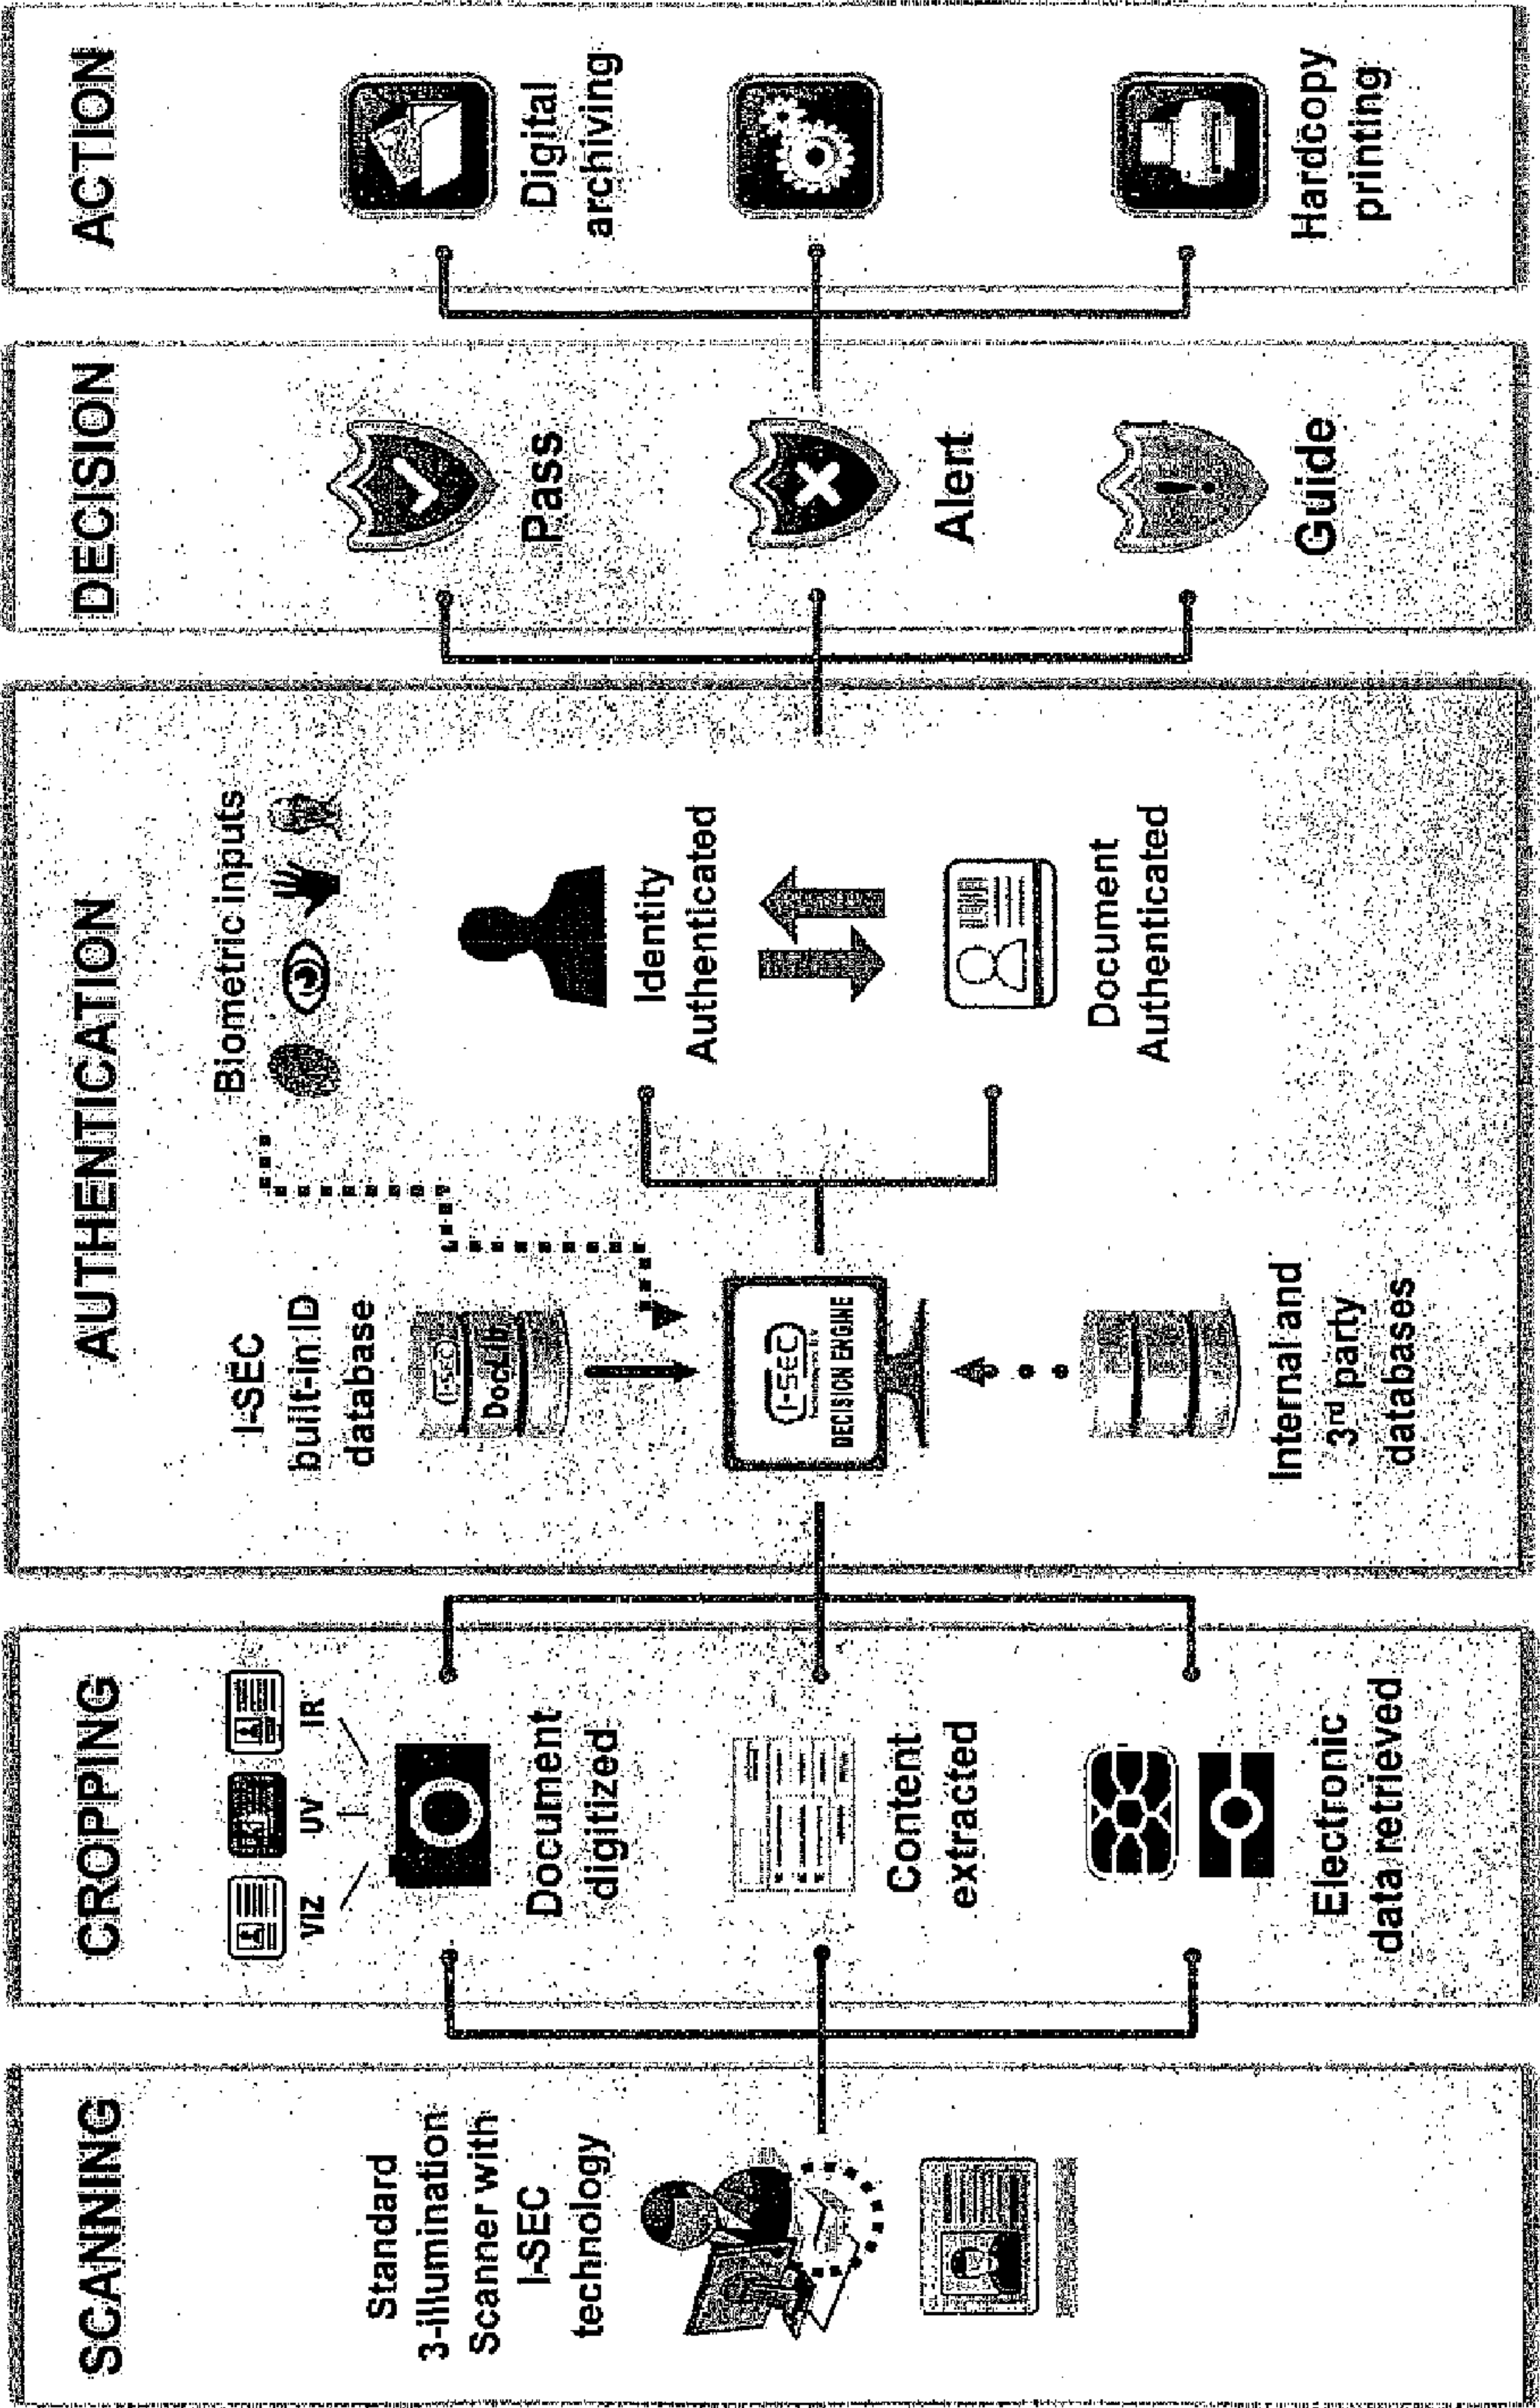 SCANNING
Standard
3-illumination
Scanner with
I-SEC
technology
CROPPING
VIZ UV IR
Document
digitized
Content
extracted
Electronic
data retrieved
AUTHENTICATION
I-SEC
built-in ID
database
I-SEC
DocLib
Biometric inputs
I-SEC
DECISION ENGINE
Internal and
3rd party
databases
Identity
Authenticated
Document
Authenticated
DECISION
Pass
Alert
Guide
ACTION
Digital
archiving
Hardcopy
printing